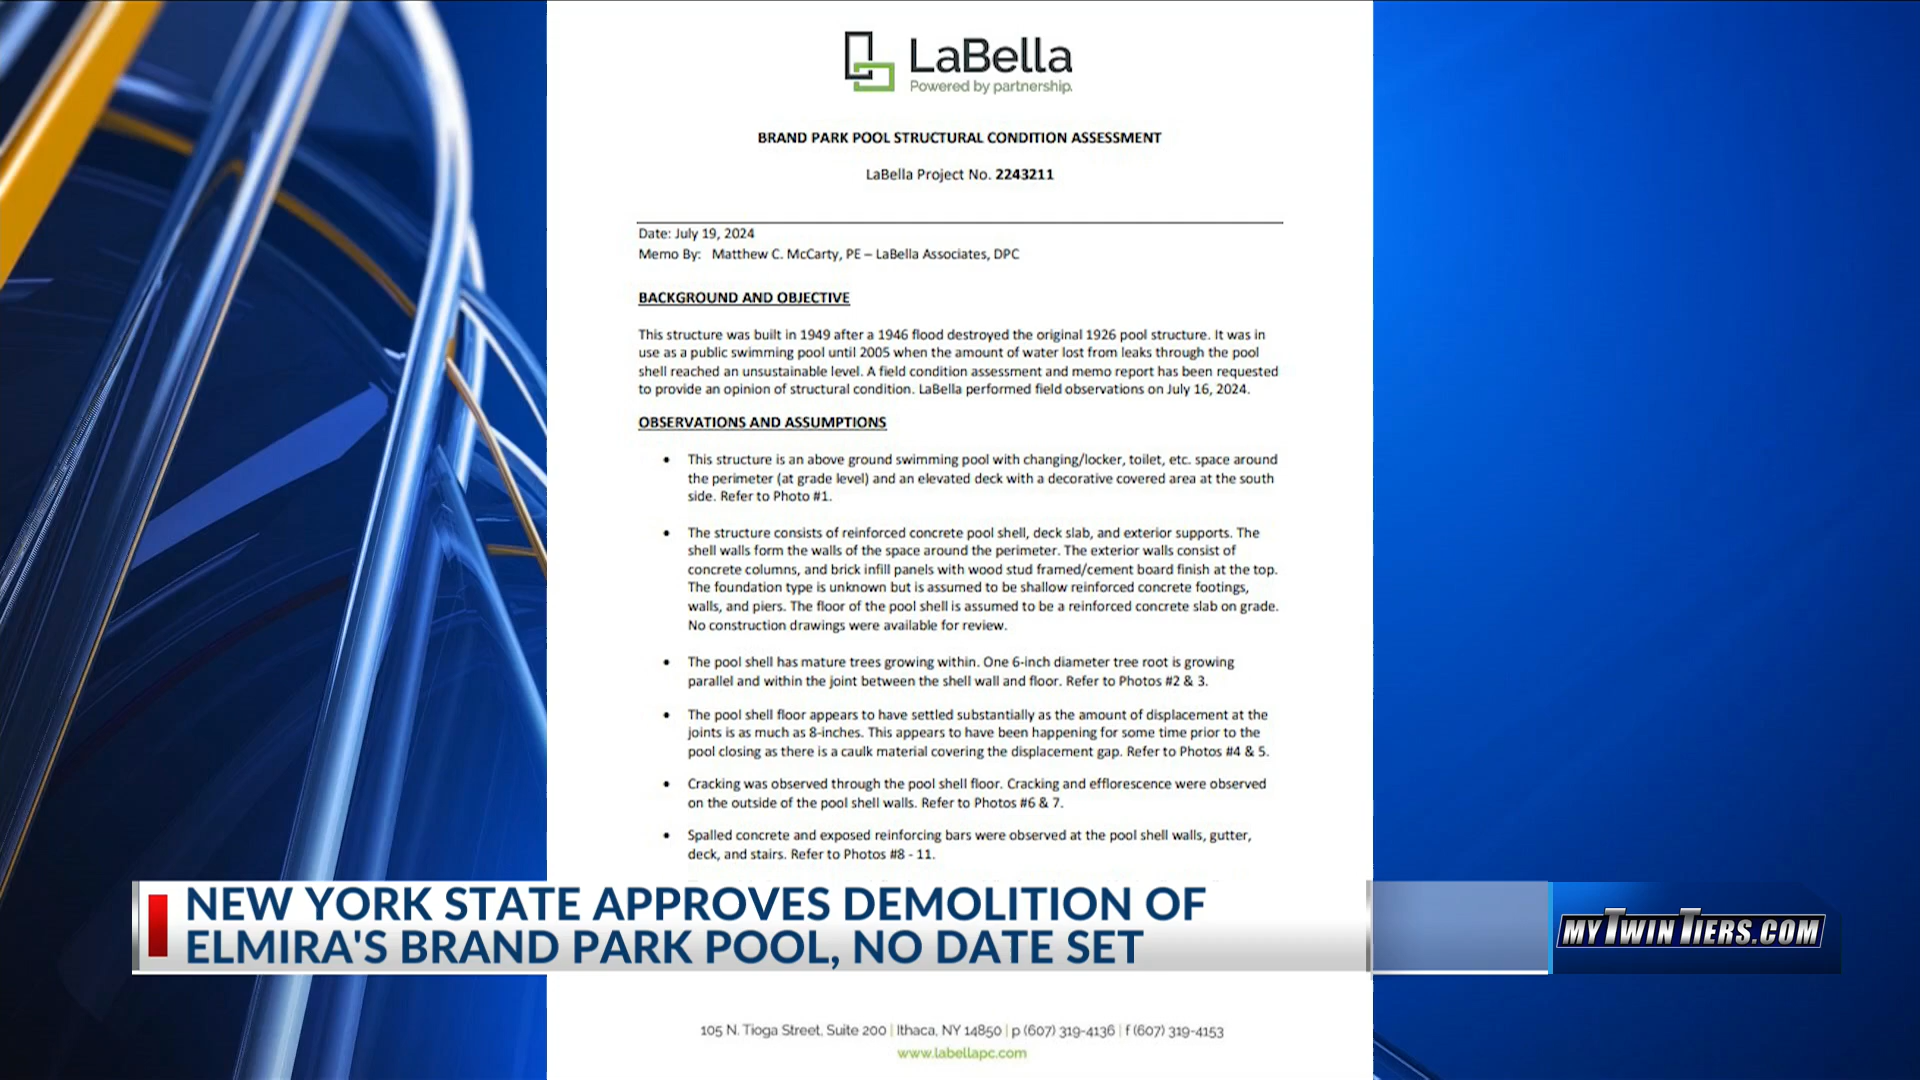 LaBella
Powered by partnership.
BRAND PARK POOL STRUCTURAL CONDITION ASSESSMENT
LaBella Project No. 2243211
Date: July 19, 2024
Memo By: Matthew C. McCarty, PE – LaBella Associates, DPC
BACKGROUND AND OBJECTIVE
This structure was built in 1949 after a 1946 flood destroyed the original 1926 pool structure. It was in
use as a public swimming pool until 2005 when the amount of water lost from leaks through the pool
shell reached an unsustainable level. A field condition assessment and memo report has been requested
to provide an opinion of structural condition. LaBella performed field observations on July 16, 2024.
OBSERVATIONS AND ASSUMPTIONS
• This structure is an above ground swimming pool with changing/locker, toilet, etc. space around
the perimeter (at grade level) and an elevated deck with a decorative covered area at the south
side. Refer to Photo #1.
• The structure consists of reinforced concrete pool shell, deck slab, and exterior supports. The
shell walls form the walls of the space around the perimeter. The exterior walls consist of
concrete columns, and brick infill panels with wood stud framed/cement board finish at the top.
The foundation type is unknown but is assumed to be shallow reinforced concrete footings,
walls, and piers. The floor of the pool shell is assumed to be a reinforced concrete slab on grade.
No construction drawings were available for review.
• The pool shell has mature trees growing within. One 6-inch diameter tree root is growing
parallel and within the joint between the shell wall and floor. Refer to Photos #2 & 3.
• The pool shell floor appears to have settled substantially as the amount of displacement at the
joints is as much as 8-inches. This appears to have been happening for some time prior to the
pool closing as there is a caulk material covering the displacement gap. Refer to Photos #4 & 5.
• Cracking was observed through the pool shell floor. Cracking and efflorescence were observed
on the outside of the pool shell walls. Refer to Photos #6 & 7.
• Spalled concrete and exposed reinforcing bars were observed at the pool shell walls, gutter,
deck, and stairs. Refer to Photos #8 - 11.
NEW YORK STATE APPROVES DEMOLITION OF
ELMIRA'S BRAND PARK POOL, NO DATE SET
MYTWINTIERS.COM
105 N. Tioga Street, Suite 200 | Ithaca, NY 14850 | p (607) 319-4136 | f (607) 319-4153
www.labellapc.com